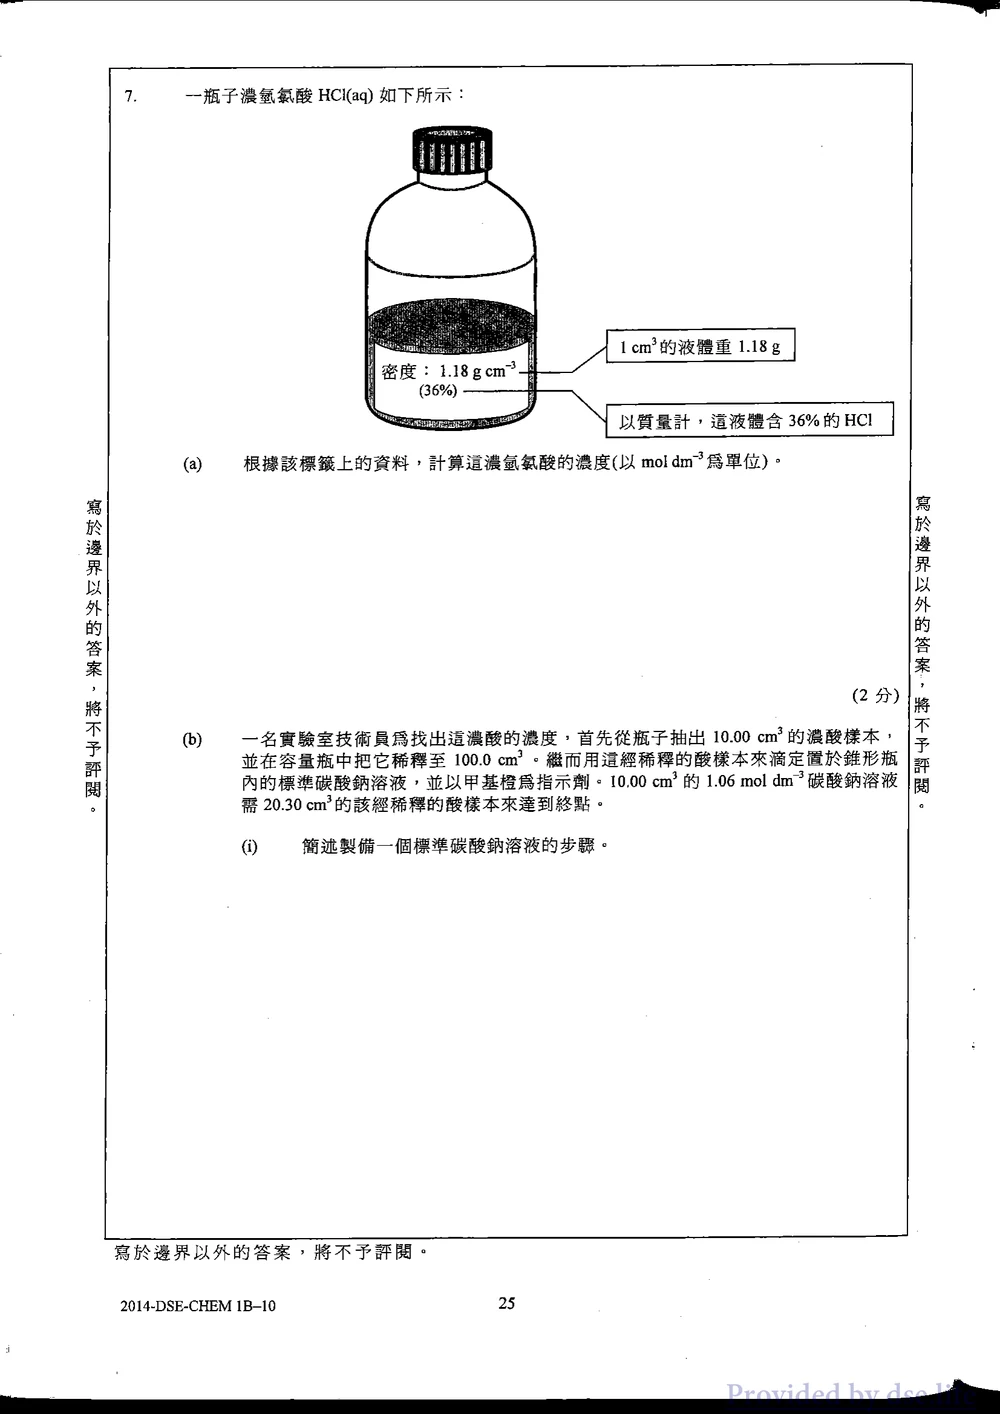 7. 一瓶子濃氫氯酸 HCl(aq) 如下所示：
1 cm³的液體重 1.18 g
密度： 1.18 g cm⁻³
(36%)
以質量計，這液體含 36% 的 HCl
(a) 根據該標籤上的資料，計算這濃氫氯酸的濃度(以 mol dm⁻³ 爲單位)。
(2 分)
(b) 一名實驗室技術員爲找出這濃酸的濃度，首先從瓶子抽出 10.00 cm³ 的濃酸樣本，
並在容量瓶中把它稀釋至 100.0 cm³ 。繼而用這經稀釋的酸樣本來滴定置於錐形瓶
內的標準碳酸鈉溶液，並以甲基橙爲指示劑。10.00 cm³ 的 1.06 mol dm⁻³ 碳酸鈉溶液
需 20.30 cm³ 的該經稀釋的酸樣本來達到終點。
(i) 簡述製備一個標準碳酸鈉溶液的步驟。
寫於邊界以外的答案，將不予評閱。
寫於邊界以外的答案，將不予評閱。
寫於邊界以外的答案，將不予評閱。
2014-DSE-CHEM 1B–10
25
Provided by dse.life